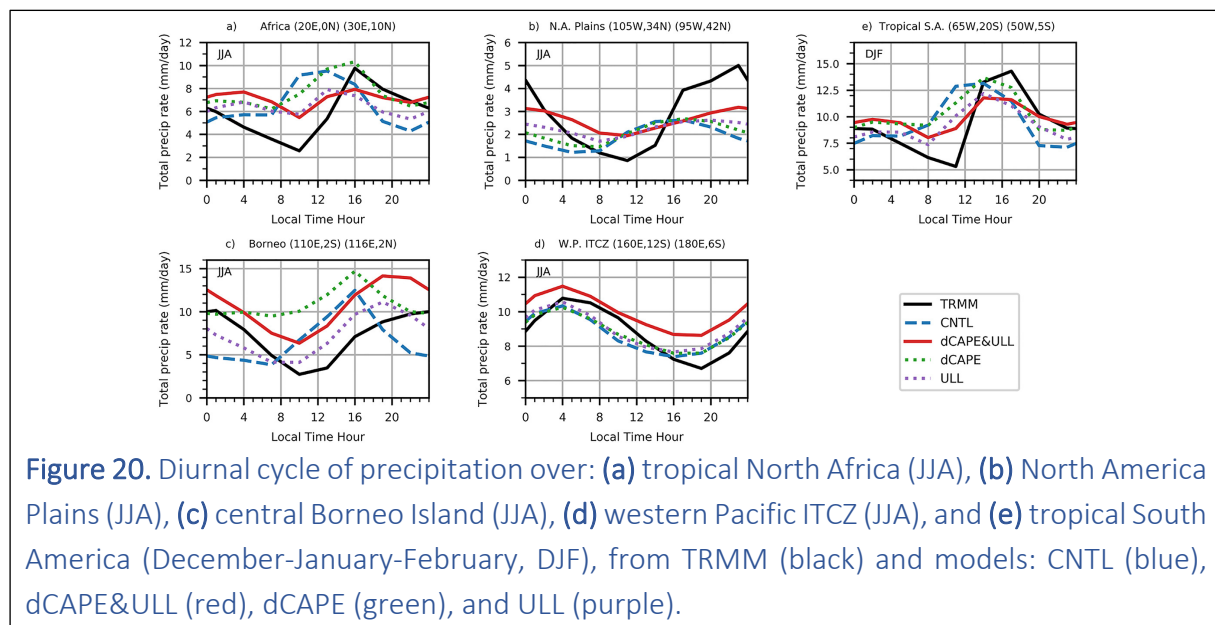 a) Africa (20E,0N) (30E,10N)
JJA
Total precip rate (mm/day)
12
10
8
6
4
2
0
0 4 8 12 16 20
Local Time Hour
b) N.A. Plains (105W,34N) (95W,42N)
JJA
Total precip rate (mm/day)
6
5
4
3
2
1
0
0 4 8 12 16 20
Local Time Hour
e) Tropical S.A. (65W,20S) (50W,5S)
DJF
Total precip rate (mm/day)
15.0
12.5
10.0
7.5
5.0
0 4 8 12 16 20
Local Time Hour
c) Borneo (110E,2S) (116E,2N)
JJA
Total precip rate (mm/day)
15
10
5
0
0 4 8 12 16 20
Local Time Hour
d) W.P. ITCZ (160E,12S) (180E,6S)
JJA
Total precip rate (mm/day)
12
10
8
6
0 4 8 12 16 20
Local Time Hour
TRMM
CNTL
dCAPE&ULL
dCAPE
ULL
Figure 20. Diurnal cycle of precipitation over: (a) tropical North Africa (JJA), (b) North America
Plains (JJA), (c) central Borneo Island (JJA), (d) western Pacific ITCZ (JJA), and (e) tropical South
America (December-January-February, DJF), from TRMM (black) and models: CNTL (blue),
dCAPE&ULL (red), dCAPE (green), and ULL (purple).